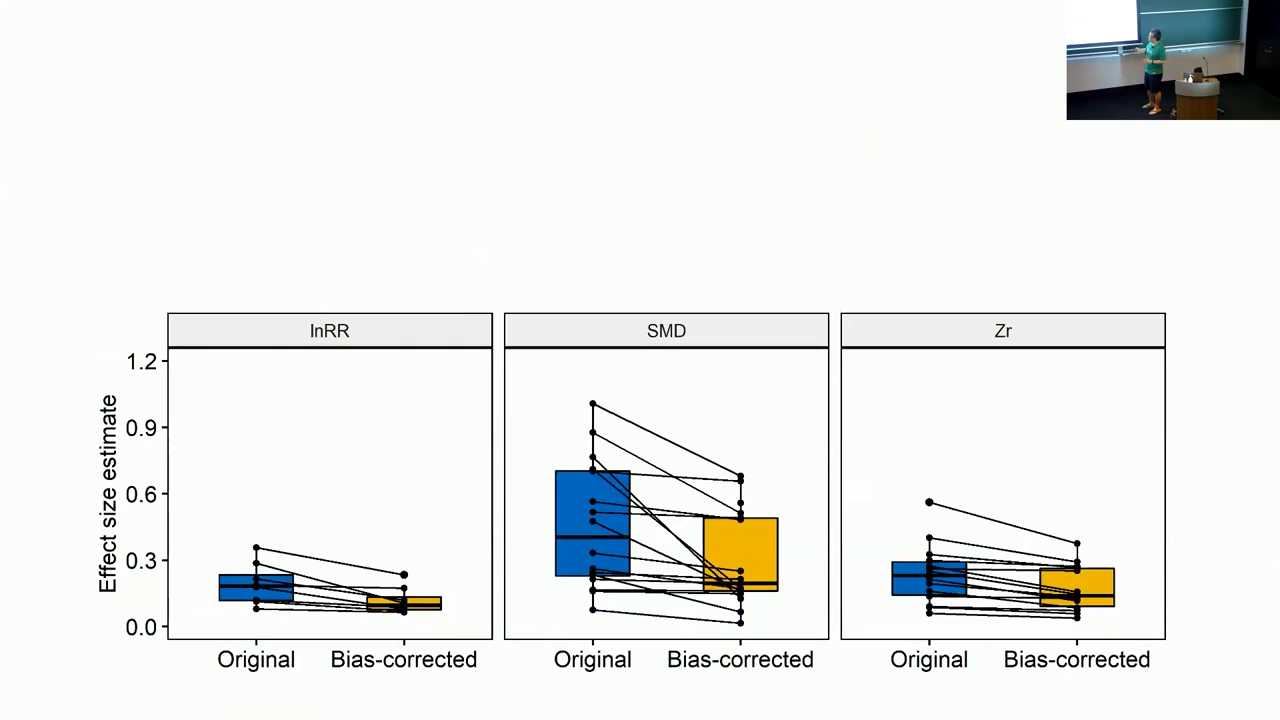 lnRR
SMD
Zr
Effect size estimate
1.2
0.9
0.6
0.3
0.0
Original
Bias-corrected
Original
Bias-corrected
Original
Bias-corrected